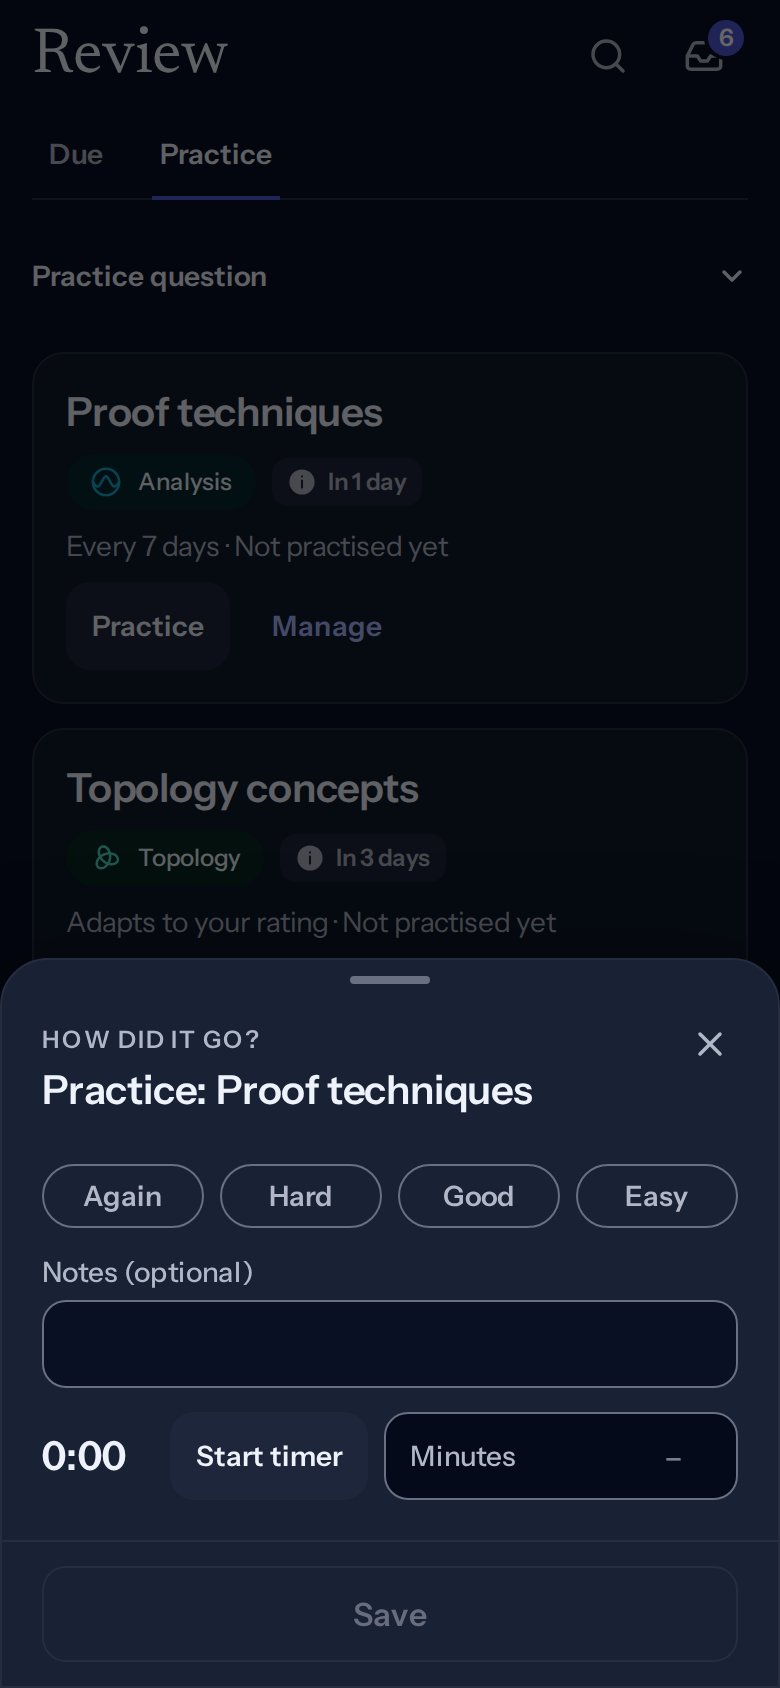 Review
6
Due Practice
Practice question
Proof techniques
Analysis In 1 day
Every 7 days · Not practised yet
Practice Manage
Topology concepts
Topology In 3 days
Adapts to your rating · Not practised yet
HOW DID IT GO?
Practice: Proof techniques
Again Hard Good Easy
Notes (optional)
0:00 Start timer Minutes –
Save